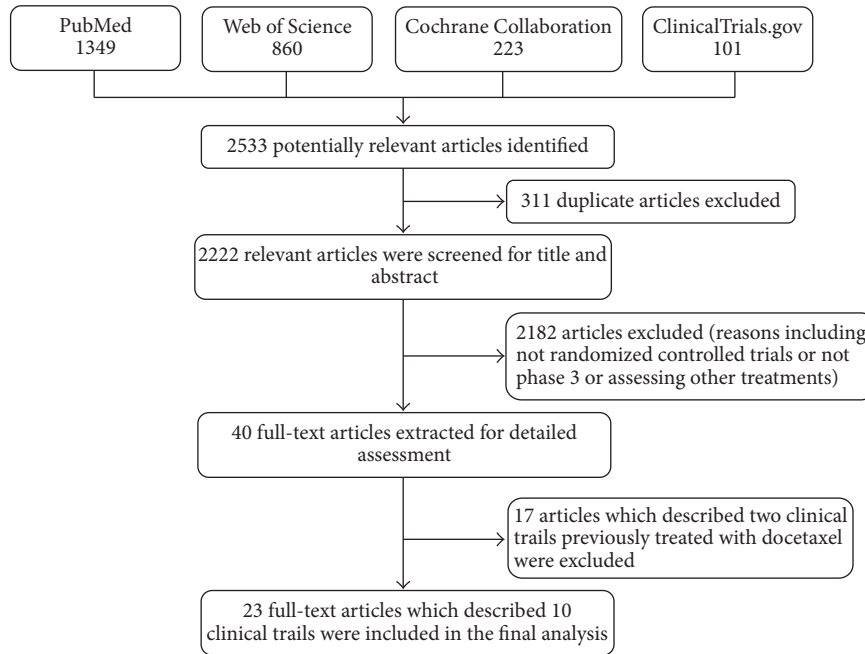 PubMed
1349
Web of Science
860
Cochrane Collaboration
223
ClinicalTrials.gov
101
2533 potentially relevant articles identified
311 duplicate articles excluded
2222 relevant articles were screened for title and
abstract
2182 articles excluded (reasons including
not randomized controlled trials or not
phase 3 or assessing other treatments)
40 full-text articles extracted for detailed
assessment
17 articles which described two clinical
trails previously treated with docetaxel
were excluded
23 full-text articles which described 10
clinical trails were included in the final analysis